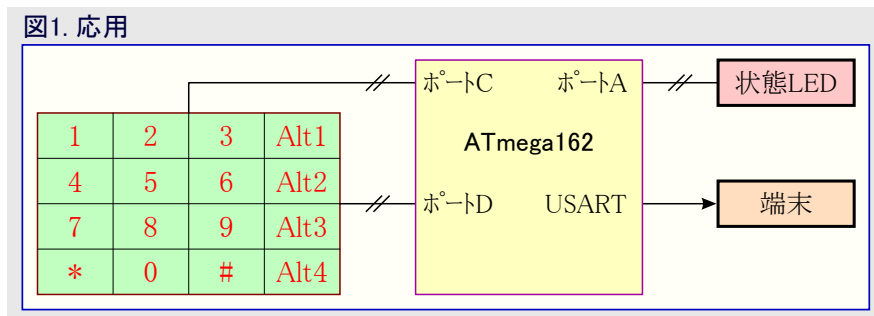 図1. 応用
ポートC ポートA
状態LED
1 2 3 Alt1
ATmega162
4 5 6 Alt2
ポートD USART
端末
7 8 9 Alt3
* 0 # Alt4